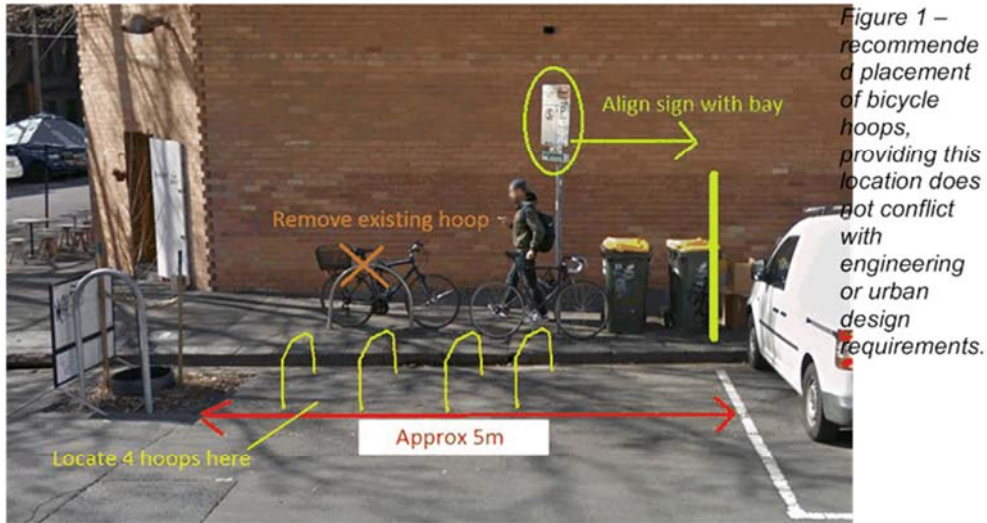 Align sign with bay
Remove existing hoop
Approx 5m
Locate 4 hoops here
Figure 1 –
recommende
d placement
of bicycle
hoops,
providing this
location does
not conflict
with
engineering
or urban
design
requirements.